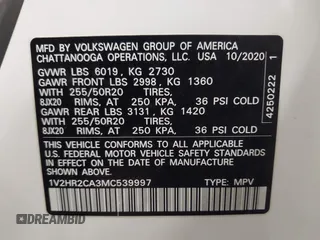 MFD BY VOLKSWAGEN GROUP OF AMERICA
CHATTANOOGA OPERATIONS, LLC. USA 10/2020
GVWR LBS 6019, KG 2730
GAWR FRONT LBS 2998, KG 1360
WITH 255/50R20 TIRES,
8JX20 RIMS, AT 250 KPA, 36 PSI COLD
GAWR REAR LBS 3131, KG 1420
WITH 255/50R20 TIRES,
8JX20 RIMS, AT 250 KPA, 36 PSI COLD
THIS VEHICLE CONFORMS TO ALL APPLICABLE
FEDERAL MOTOR VEHICLE SAFETY STANDARDS
IN EFFECT ON THE DATE OF MANUFACTURE
SHOWN ABOVE
1V2HR2CA3MC539997 TYPE: MPV
4250222 1
DREAMBID